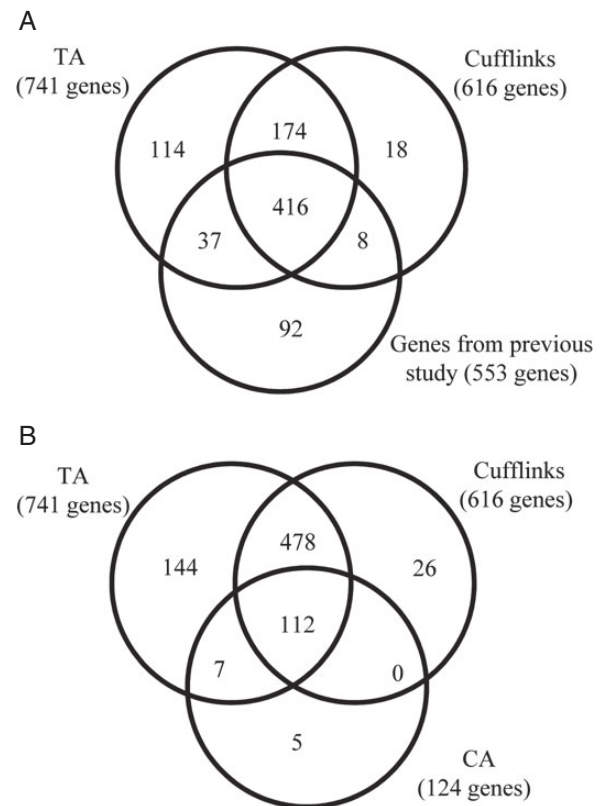 A
TA
(741 genes)
Cufflinks
(616 genes)
114
174
18
416
37
8
92
Genes from previous
study (553 genes)
B
TA
(741 genes)
Cufflinks
(616 genes)
144
478
26
112
7
0
5
CA
(124 genes)